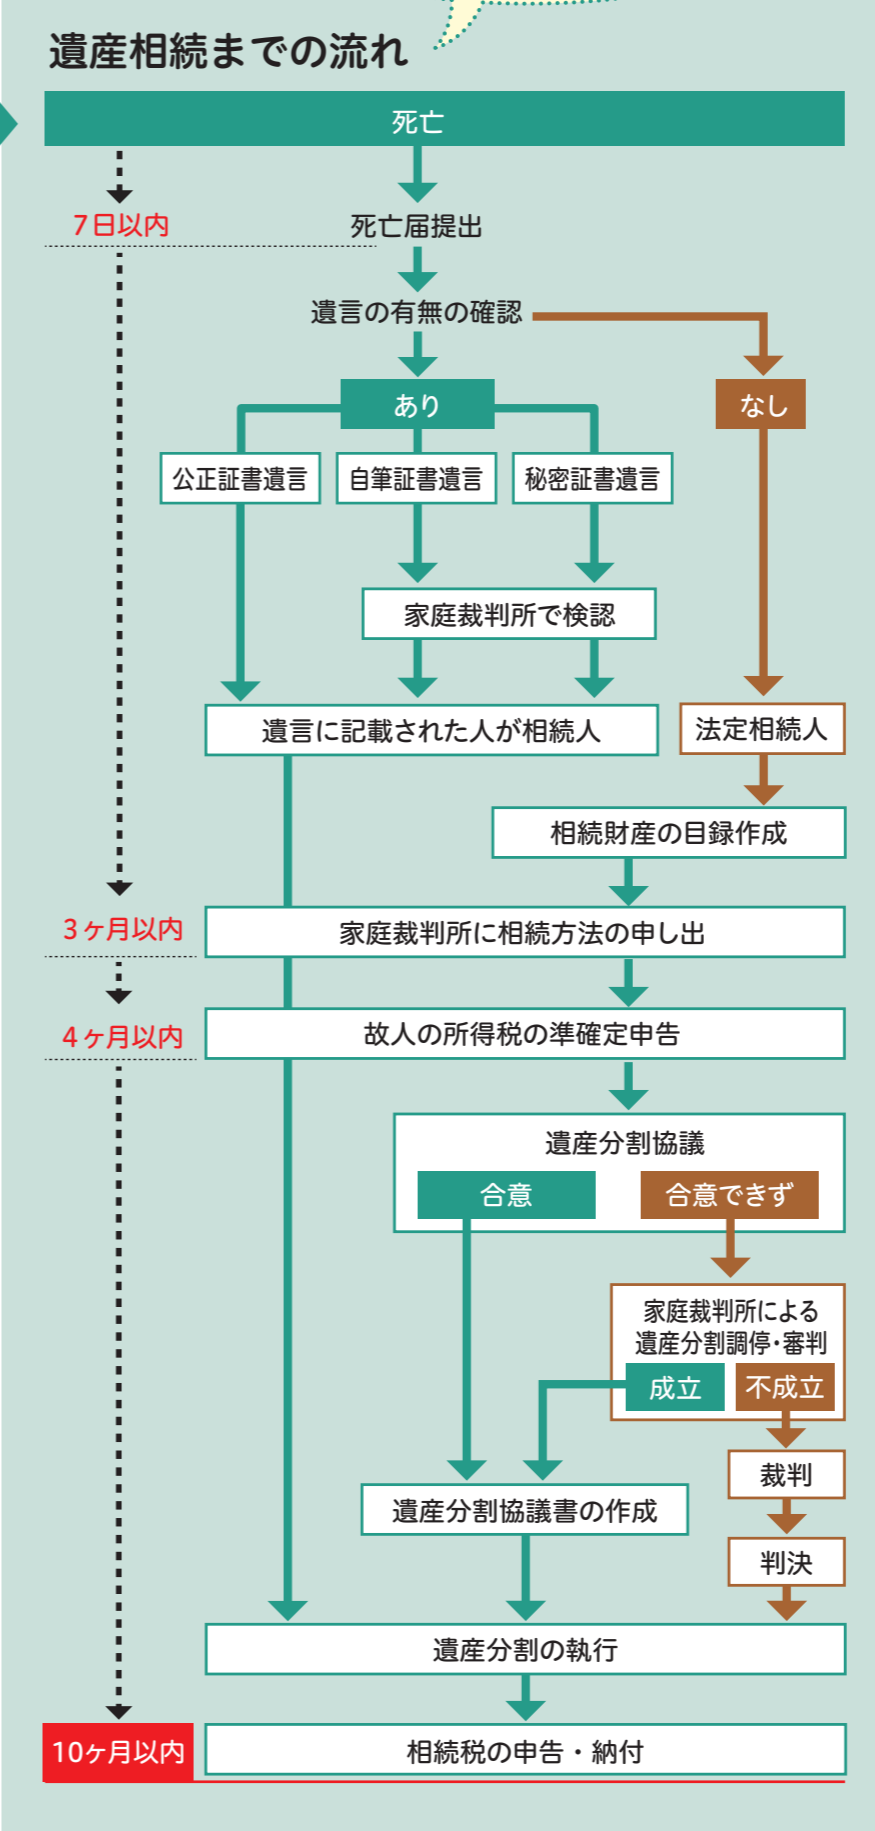 遺産相続までの流れ
死亡
7日以内
死亡届提出
遺言の有無の確認
あり
なし
公正証書遺言
自筆証書遺言
秘密証書遺言
家庭裁判所で検認
遺言に記載された人が相続人
法定相続人
相続財産の目録作成
3ヶ月以内
家庭裁判所に相続方法の申し出
4ヶ月以内
故人の所得税の準確定申告
遺産分割協議
合意
合意できず
家庭裁判所による
遺産分割調停・審判
成立
不成立
裁判
遺産分割協議書の作成
判決
遺産分割の執行
10ヶ月以内
相続税の申告・納付